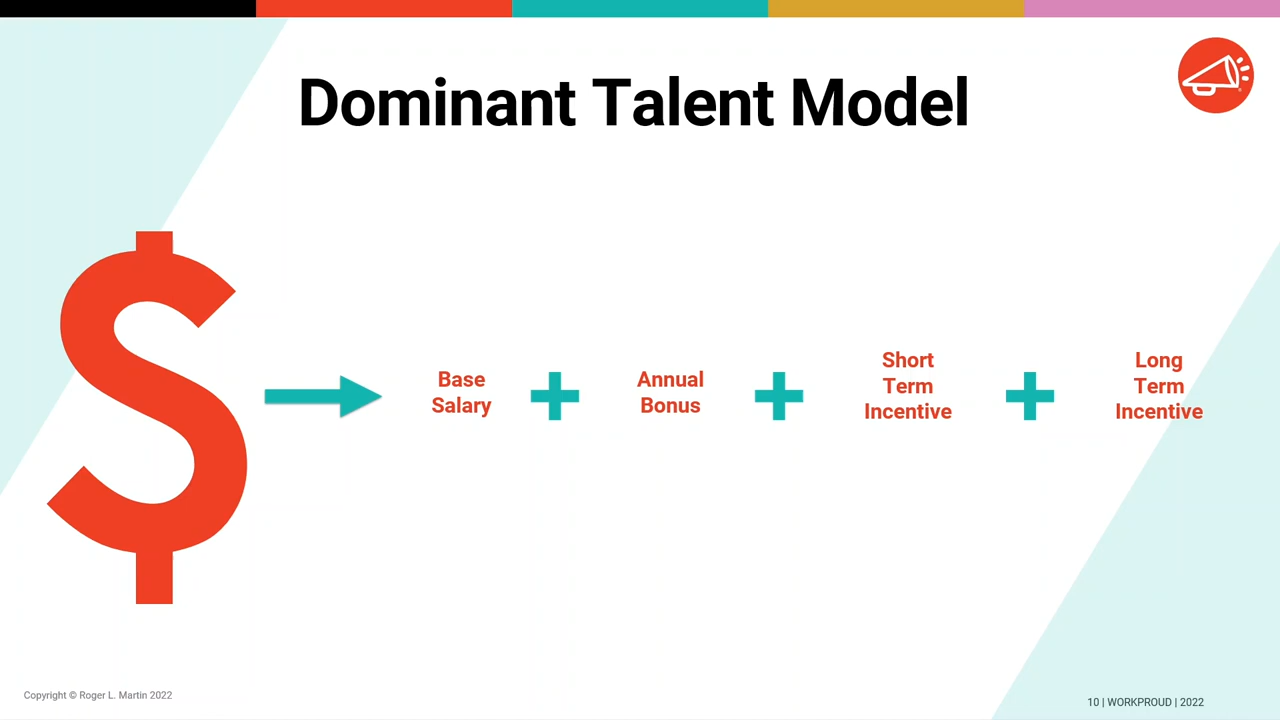 Dominant Talent Model
$
Base
Salary
Annual
Bonus
Short
Term
Incentive
Long
Term
Incentive
Copyright © Roger L. Martin 2022
10 | WORKPROUD | 2022